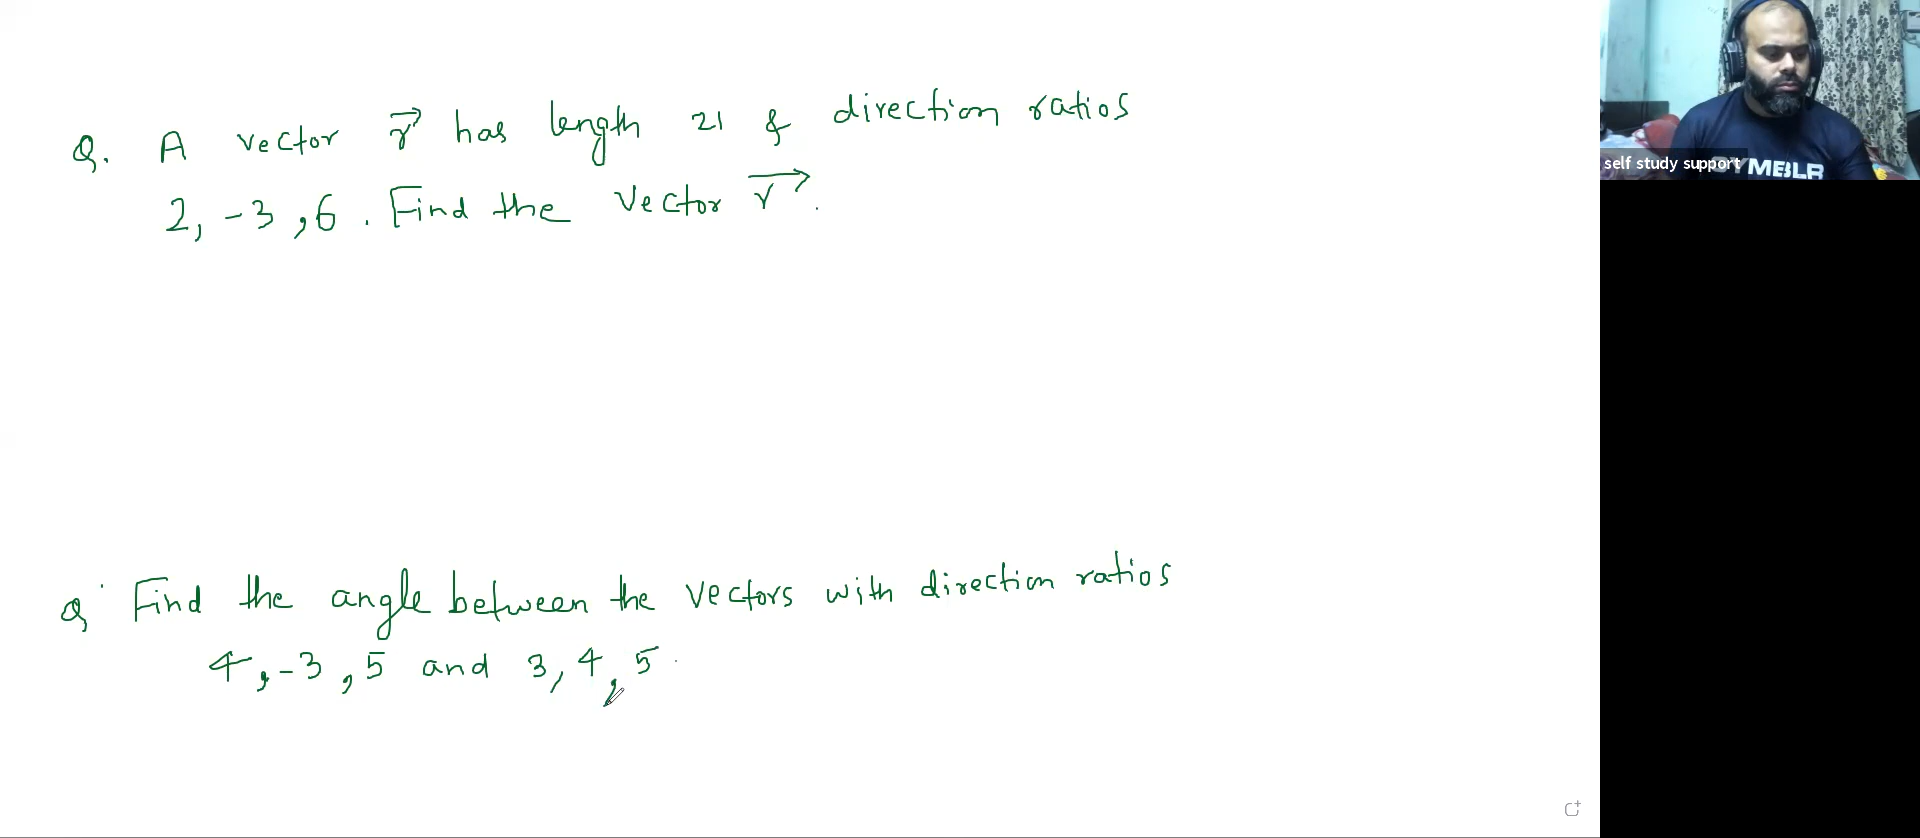 Q. A vector r⃗ has length 21 & direction ratios
2, -3, 6. Find the vector r⃗.
Q. Find the angle between the vectors with direction ratios
4, -3, 5 and 3, 4, 5.
self study support
GYMBLR